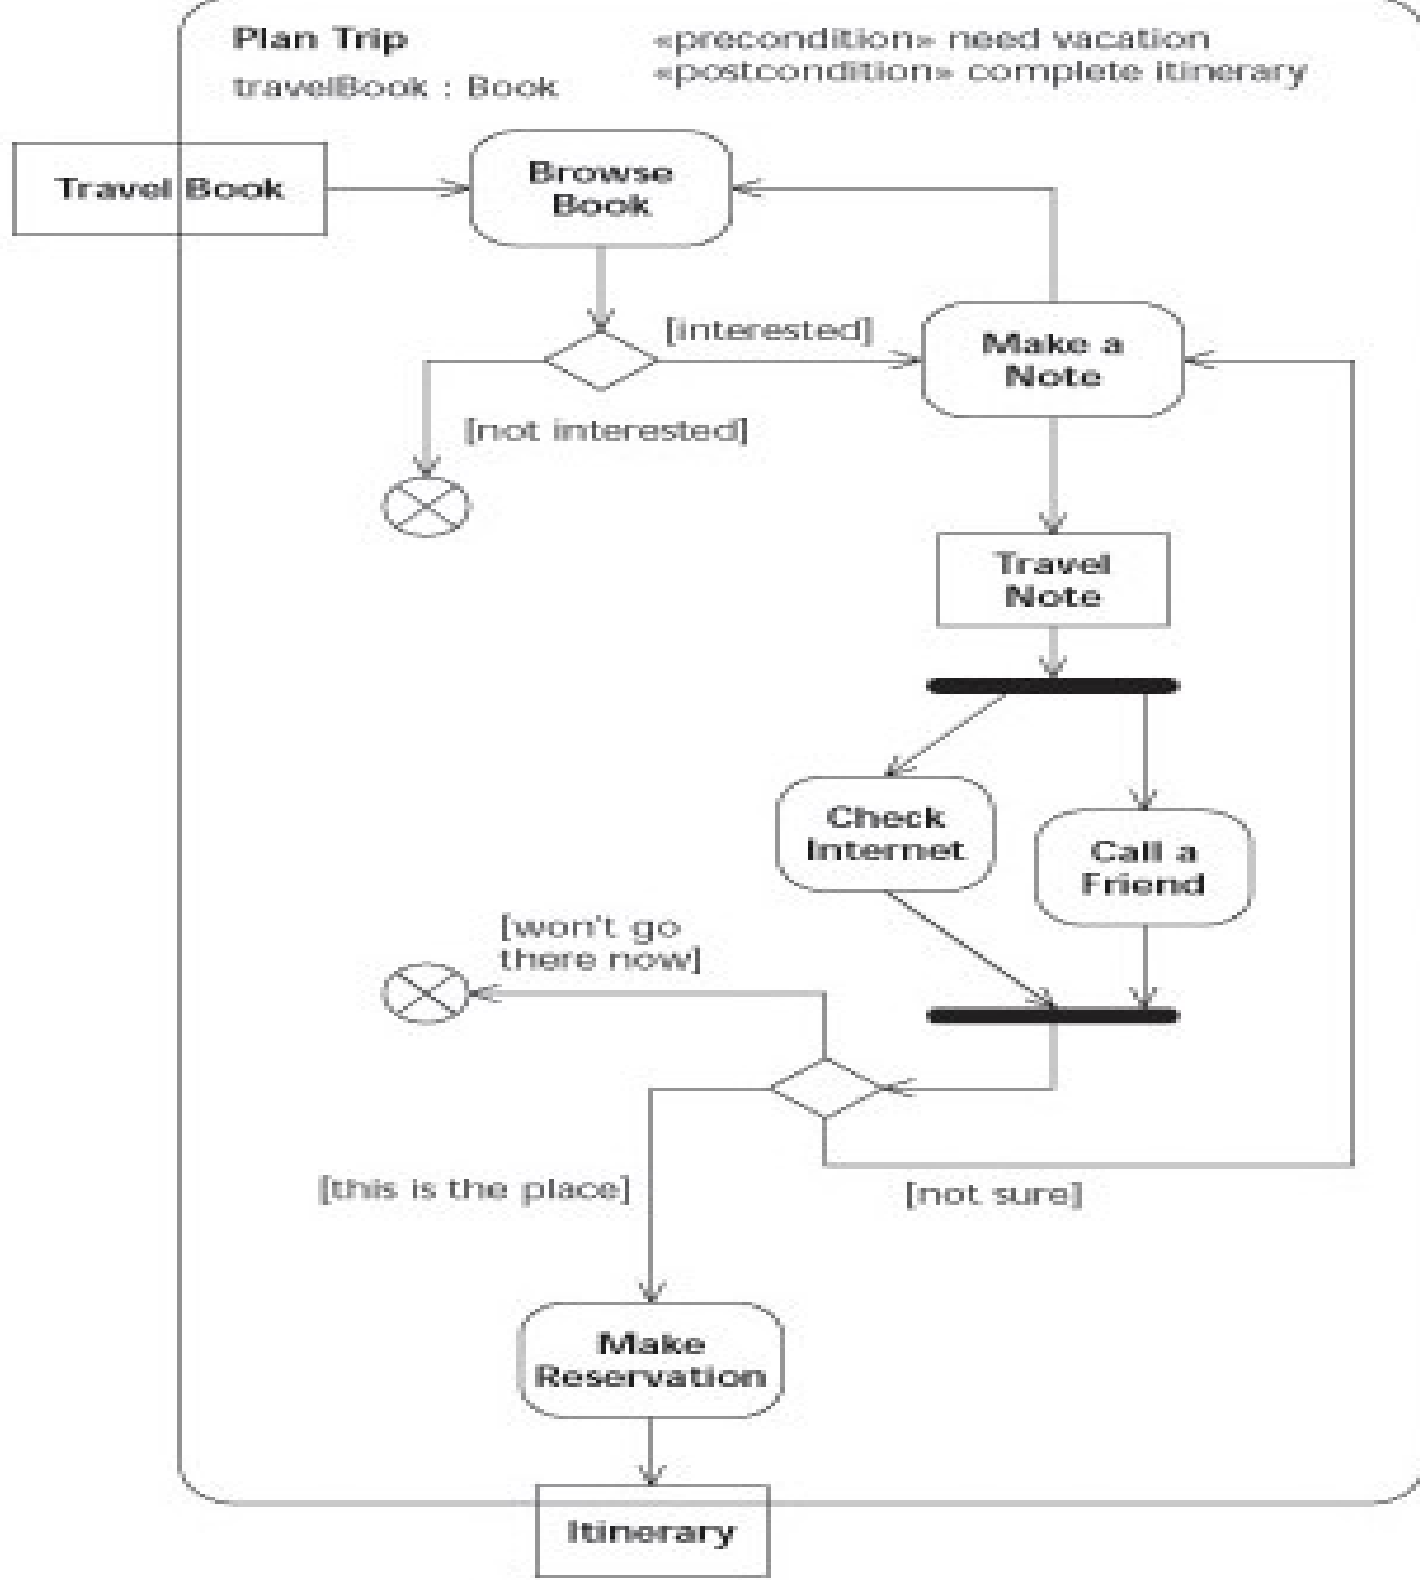 Plan Trip
«precondition» need vacation
«postcondition» complete itinerary
travelBook : Book
Travel Book
Browse
Book
[interested]
Make a
Note
[not interested]
Travel
Note
Check
Internet
Call a
Friend
[won't go
there now]
[this is the place]
[not sure]
Make
Reservation
Itinerary